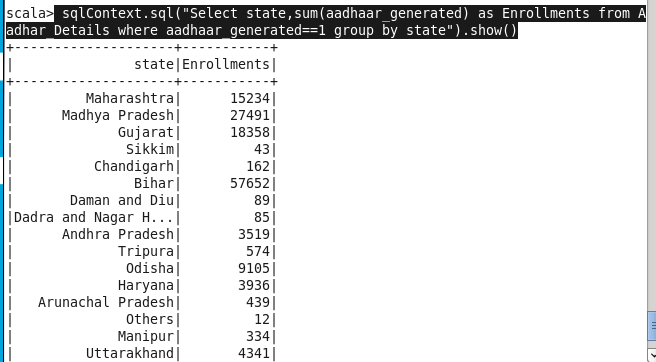 scala> sqlContext.sql("Select state,sum(aadhaar_generated) as Enrollments from A
adhar_Details where aadhaar_generated==1 group by state").show()
+--------------------+-----------+
|               state|Enrollments|
+--------------------+-----------+
|         Maharashtra|      15234|
|      Madhya Pradesh|      27491|
|             Gujarat|      18358|
|              Sikkim|         43|
|          Chandigarh|        162|
|               Bihar|      57652|
|       Daman and Diu|         89|
|Dadra and Nagar H...|         85|
|      Andhra Pradesh|       3519|
|             Tripura|        574|
|              Odisha|       9105|
|             Haryana|       3936|
|   Arunachal Pradesh|        439|
|              Others|         12|
|             Manipur|        334|
|         Uttarakhand|       4341|